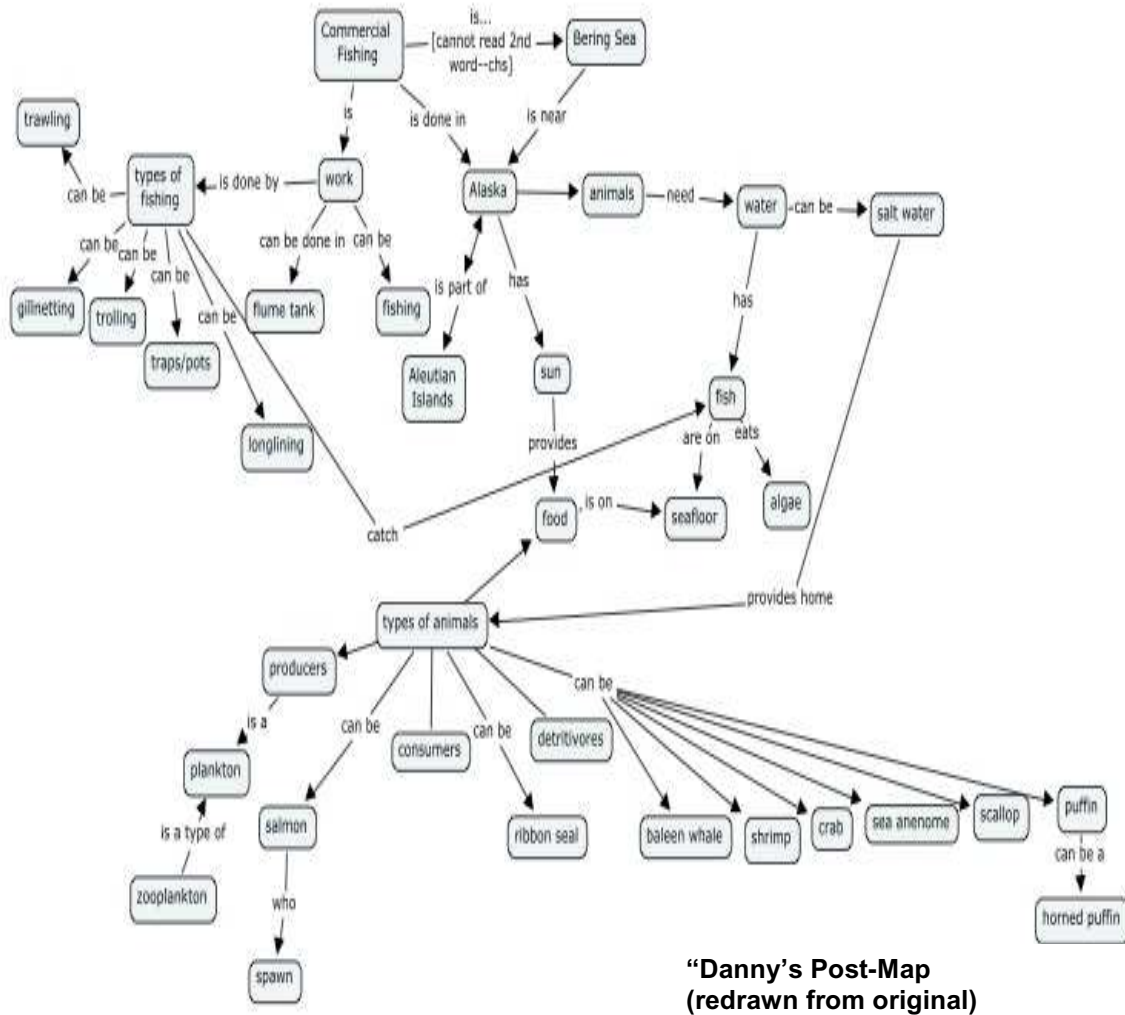 Commercial
Fishing
is...
[cannot read 2nd
word--chs]
Bering Sea
is
is done in
is near
trawling
can be
types of
fishing
is done by
work
Alaska
animals
need
water
can be
salt water
can be
can be
can be
can be
can be done in
can be
is part of
has
has
gillnetting
trolling
traps/pots
flume tank
fishing
Aleutian
Islands
sun
fish
longlining
provides
are on
eats
catch
food
is on
seafloor
algae
provides home
types of animals
producers
is a
can be
consumers
can be
detritivores
can be
plankton
is a type of
zooplankton
salmon
who
spawn
ribbon seal
baleen whale
shrimp
crab
sea anenome
scallop
puffin
can be a
horned puffin
“Danny’s Post-Map
(redrawn from original)